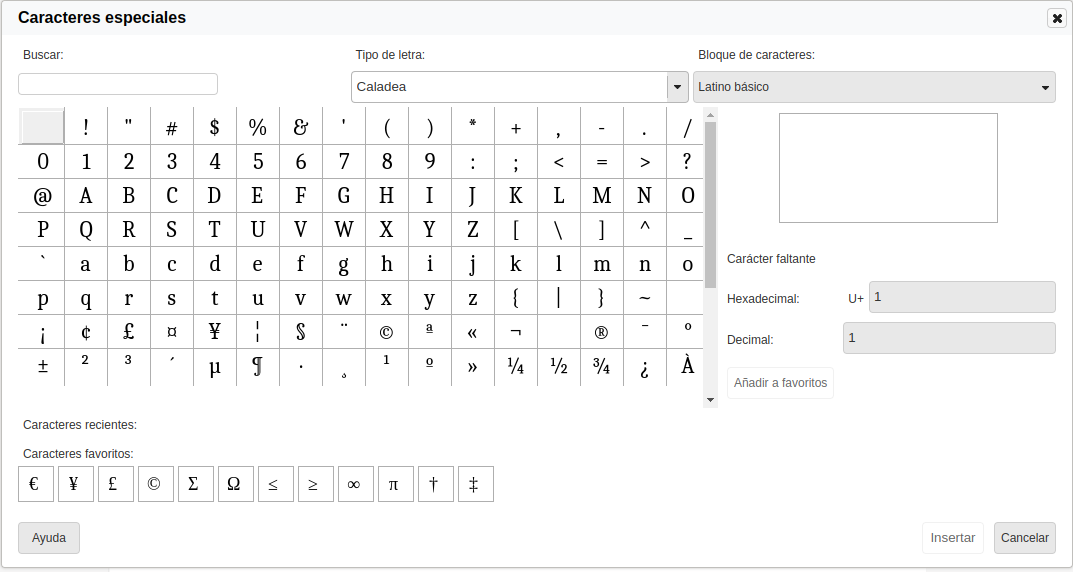 Caracteres especiales
Buscar: Tipo de letra: Bloque de caracteres:
Caladea Latino básico
! " # $ % & ' ( ) * + , - . /
0 1 2 3 4 5 6 7 8 9 : ; < = > ?
@ A B C D E F G H I J K L M N O
P Q R S T U V W X Y Z [ \ ] ^ _
` a b c d e f g h i j k l m n o
p q r s t u v w x y z { | } ~
¡ ¢ £ ¤ ¥ ¦ § ¨ © ª « ¬ ® ¯ º
± ² ³ ´ µ ¶ · ¸ ¹ º » ¼ ½ ¾ ¿ À
Carácter faltante
Hexadecimal: U+ 1
Decimal: 1
Añadir a favoritos
Caracteres recientes:
Caracteres favoritos:
€ ¥ £ © Σ Ω ≤ ≥ ∞ π † ‡
Ayuda Insertar Cancelar